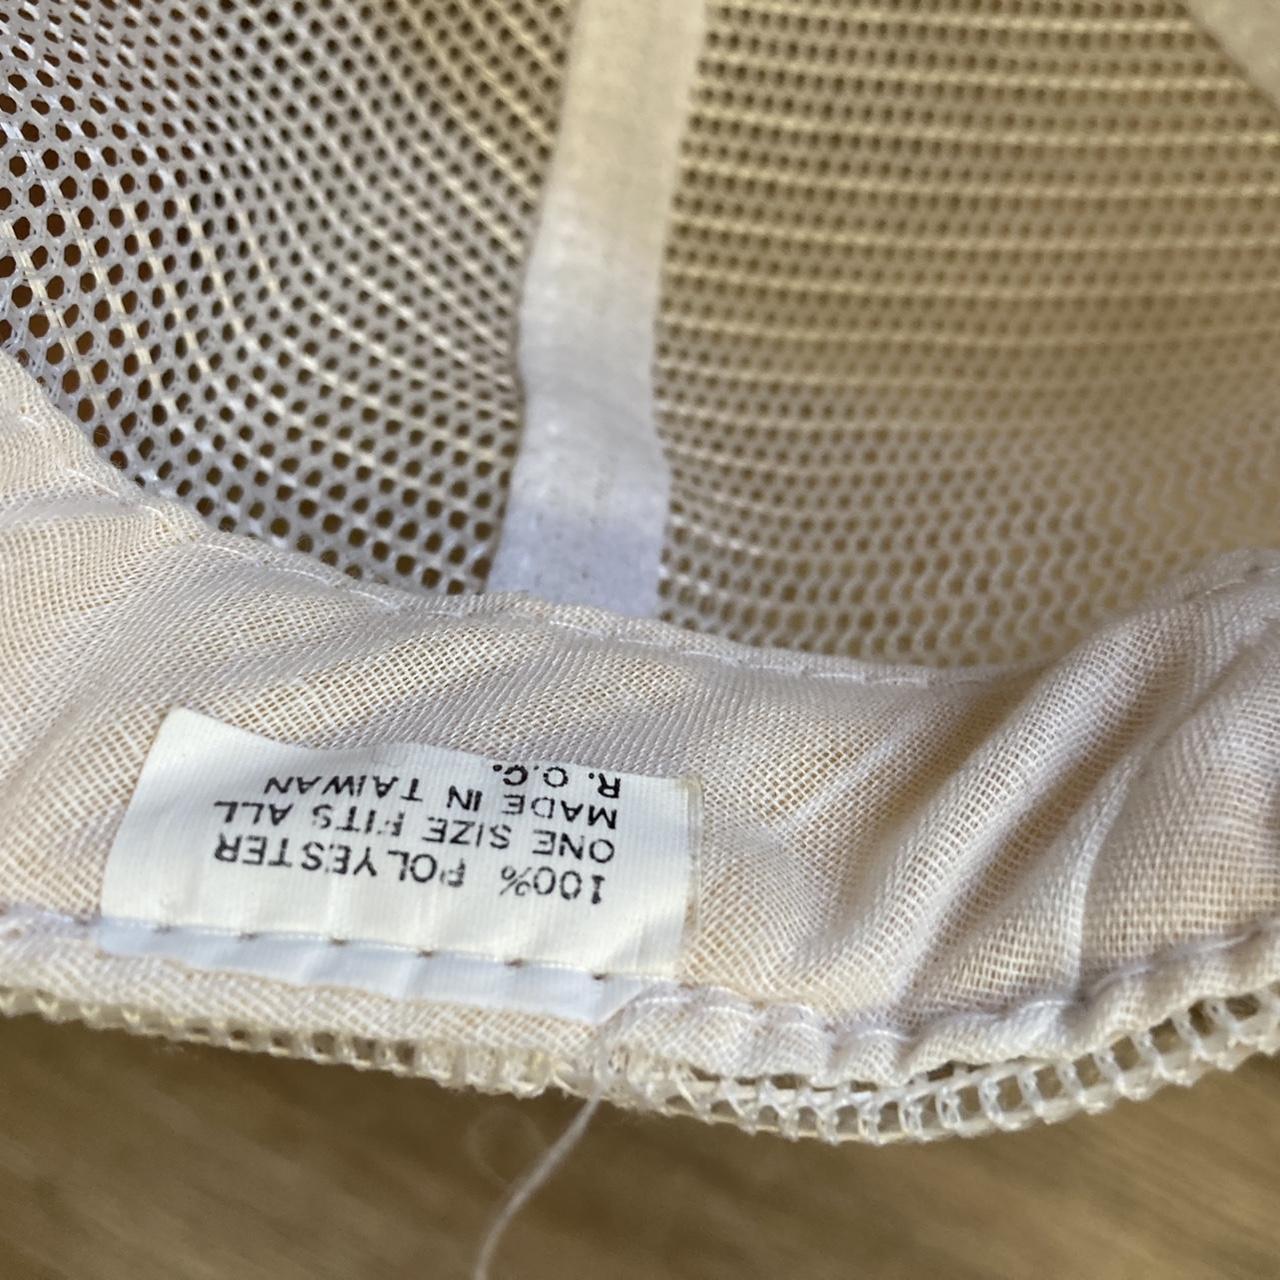 100% POLYESTER
ONE SIZE FITS ALL
MADE IN TAIWAN
R.O.C.